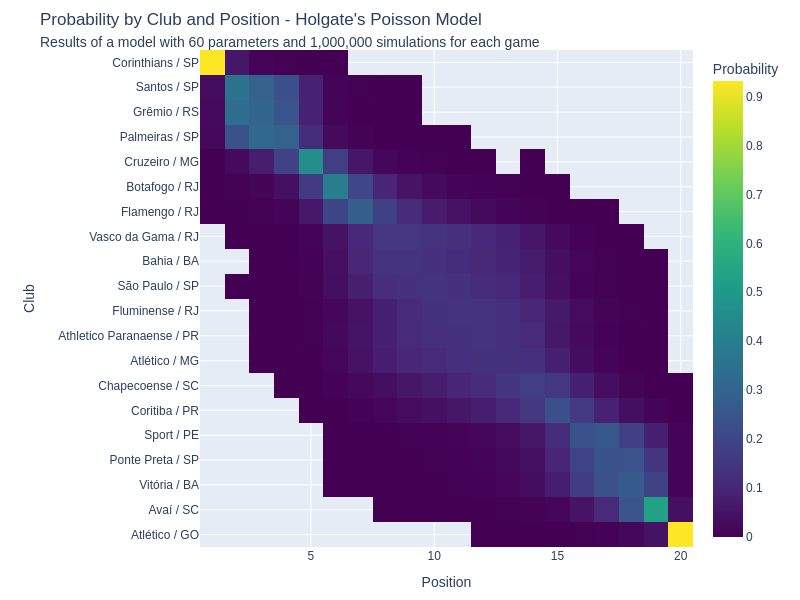 Probability by Club and Position - Holgate's Poisson Model
Results of a model with 60 parameters and 1,000,000 simulations for each game
Probability
Club
Corinthians / SP
Santos / SP
Grêmio / RS
Palmeiras / SP
Cruzeiro / MG
Botafogo / RJ
Flamengo / RJ
Vasco da Gama / RJ
Bahia / BA
São Paulo / SP
Fluminense / RJ
Athletico Paranaense / PR
Atlético / MG
Chapecoense / SC
Coritiba / PR
Sport / PE
Ponte Preta / SP
Vitória / BA
Avaí / SC
Atlético / GO
0.9
0.8
0.7
0.6
0.5
0.4
0.3
0.2
0.1
0
5 10 15 20
Position